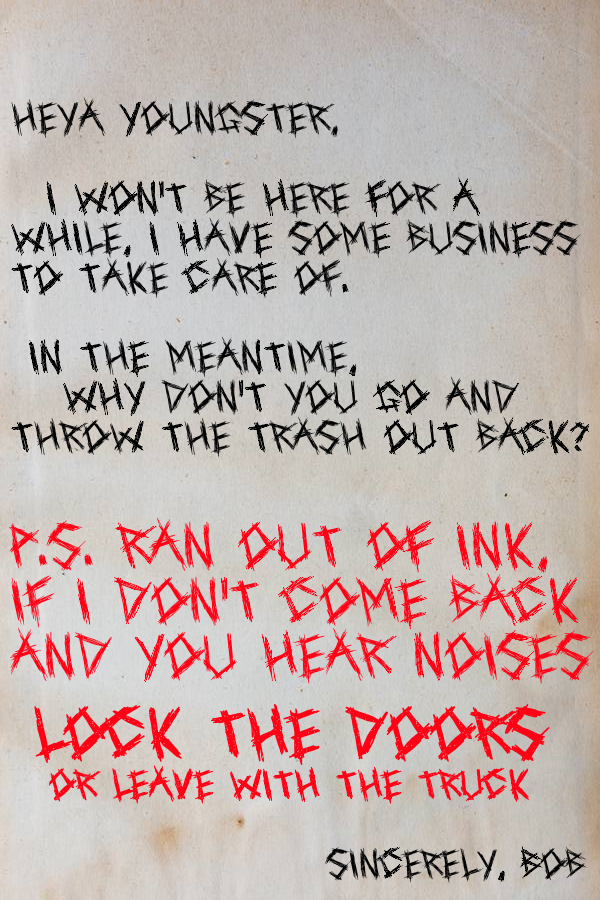 HEYA YOUNGSTER,
I WON'T BE HERE FOR A
WHILE, I HAVE SOME BUSINESS
TO TAKE CARE OF.
IN THE MEANTIME,
WHY DON'T YOU GO AND
THROW THE TRASH OUT BACK?
P.S. RAN OUT OF INK,
IF I DON'T COME BACK
AND YOU HEAR NOISES
LOCK THE DOORS
OR LEAVE WITH THE TRUCK
SINCERELY, BOB